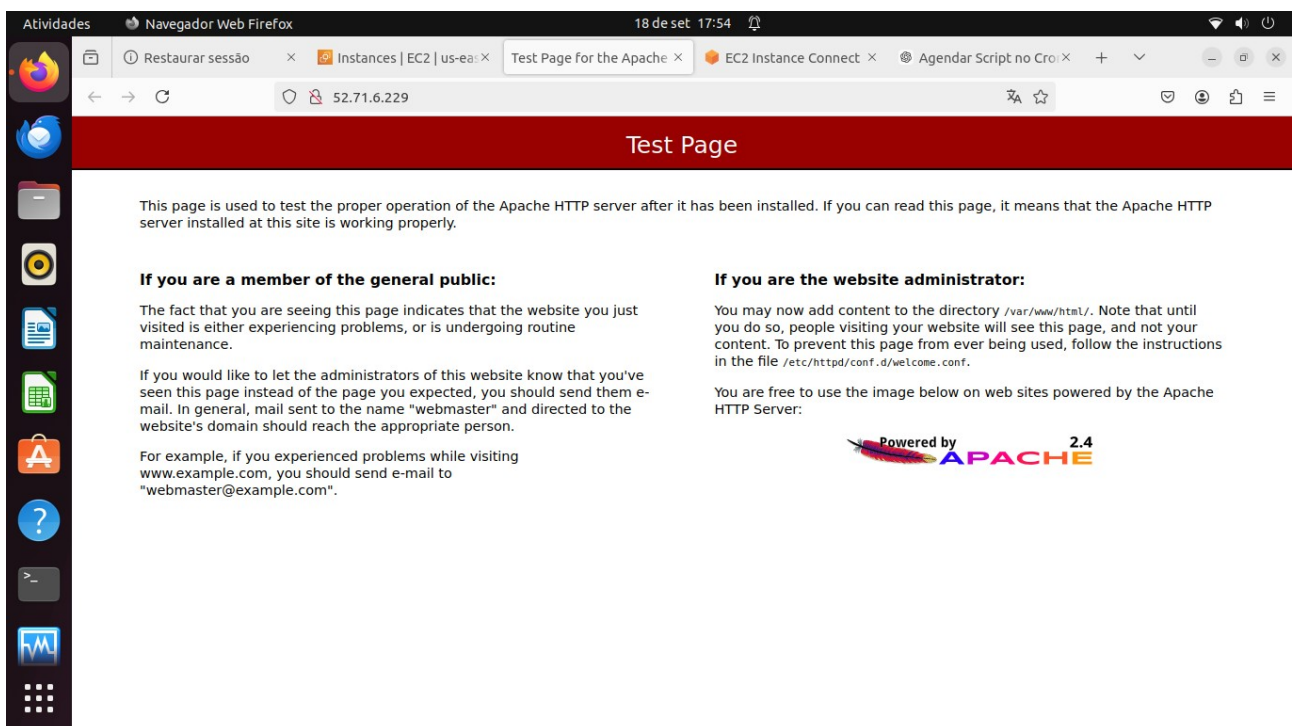 Atividades
Navegador Web Firefox
18 de set 17:54
Restaurar sessão
Instances | EC2 | us-eas
Test Page for the Apache
EC2 Instance Connect
Agendar Script no Cro
52.71.6.229
Test Page
This page is used to test the proper operation of the Apache HTTP server after it has been installed. If you can read this page, it means that the Apache HTTP
server installed at this site is working properly.
If you are a member of the general public:
The fact that you are seeing this page indicates that the website you just
visited is either experiencing problems, or is undergoing routine
maintenance.
If you would like to let the administrators of this website know that you've
seen this page instead of the page you expected, you should send them e-
mail. In general, mail sent to the name "webmaster" and directed to the
website's domain should reach the appropriate person.
For example, if you experienced problems while visiting
www.example.com, you should send e-mail to
"webmaster@example.com".
If you are the website administrator:
You may now add content to the directory /var/www/html/. Note that until
you do so, people visiting your website will see this page, and not your
content. To prevent this page from ever being used, follow the instructions
in the file /etc/httpd/conf.d/welcome.conf.
You are free to use the image below on web sites powered by the Apache
HTTP Server:
Powered by 2.4
APACHE